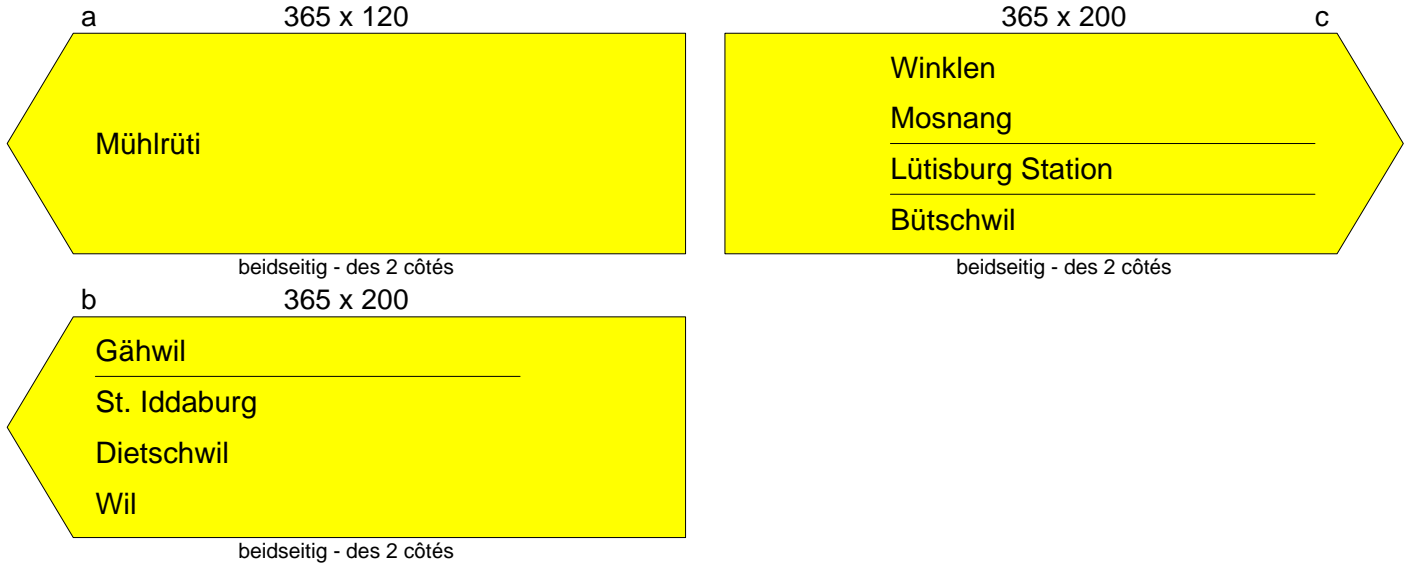 a 365 x 120
Mühlrüti
beidseitig - des 2 côtés
365 x 200 c
Winklen
Mosnang
Lütisburg Station
Bütschwil
beidseitig - des 2 côtés
b 365 x 200
Gähwil
St. Iddaburg
Dietschwil
Wil
beidseitig - des 2 côtés